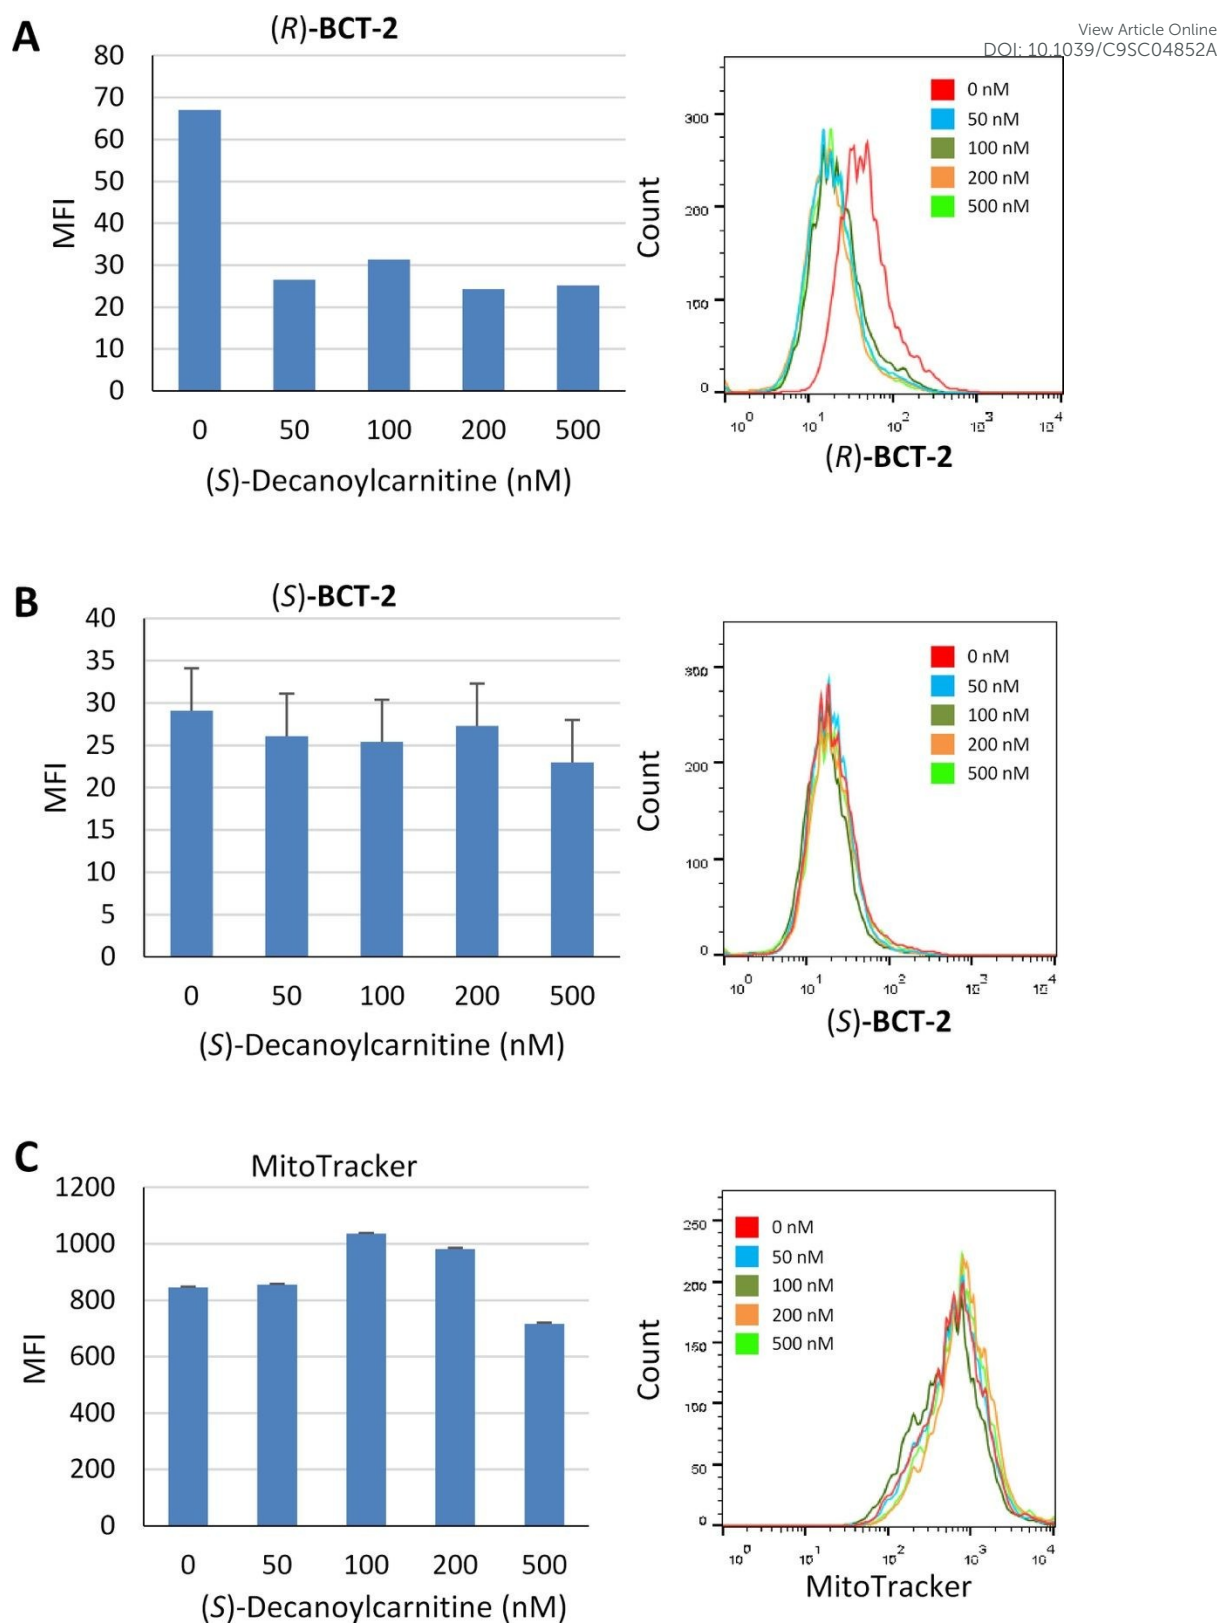 View Article Online
DOI: 10.1039/C9SC04852A
A
(R)-BCT-2
80
70
60
50
40
30
20
10
0
MFI
0 50 100 200 500
(S)-Decanoylcarnitine (nM)
0 nM
50 nM
100 nM
200 nM
500 nM
300
200
100
0
Count
10^0 10^1 10^2 10^3 10^4
(R)-BCT-2
B
(S)-BCT-2
40
35
30
25
20
15
10
5
0
MFI
0 50 100 200 500
(S)-Decanoylcarnitine (nM)
0 nM
50 nM
100 nM
200 nM
500 nM
300
200
100
0
Count
10^0 10^1 10^2 10^3 10^4
(S)-BCT-2
C
MitoTracker
1200
1000
800
600
400
200
0
MFI
0 50 100 200 500
(S)-Decanoylcarnitine (nM)
0 nM
50 nM
100 nM
200 nM
500 nM
250
200
150
100
50
0
Count
10^0 10^1 10^2 10^3 10^4
MitoTracker